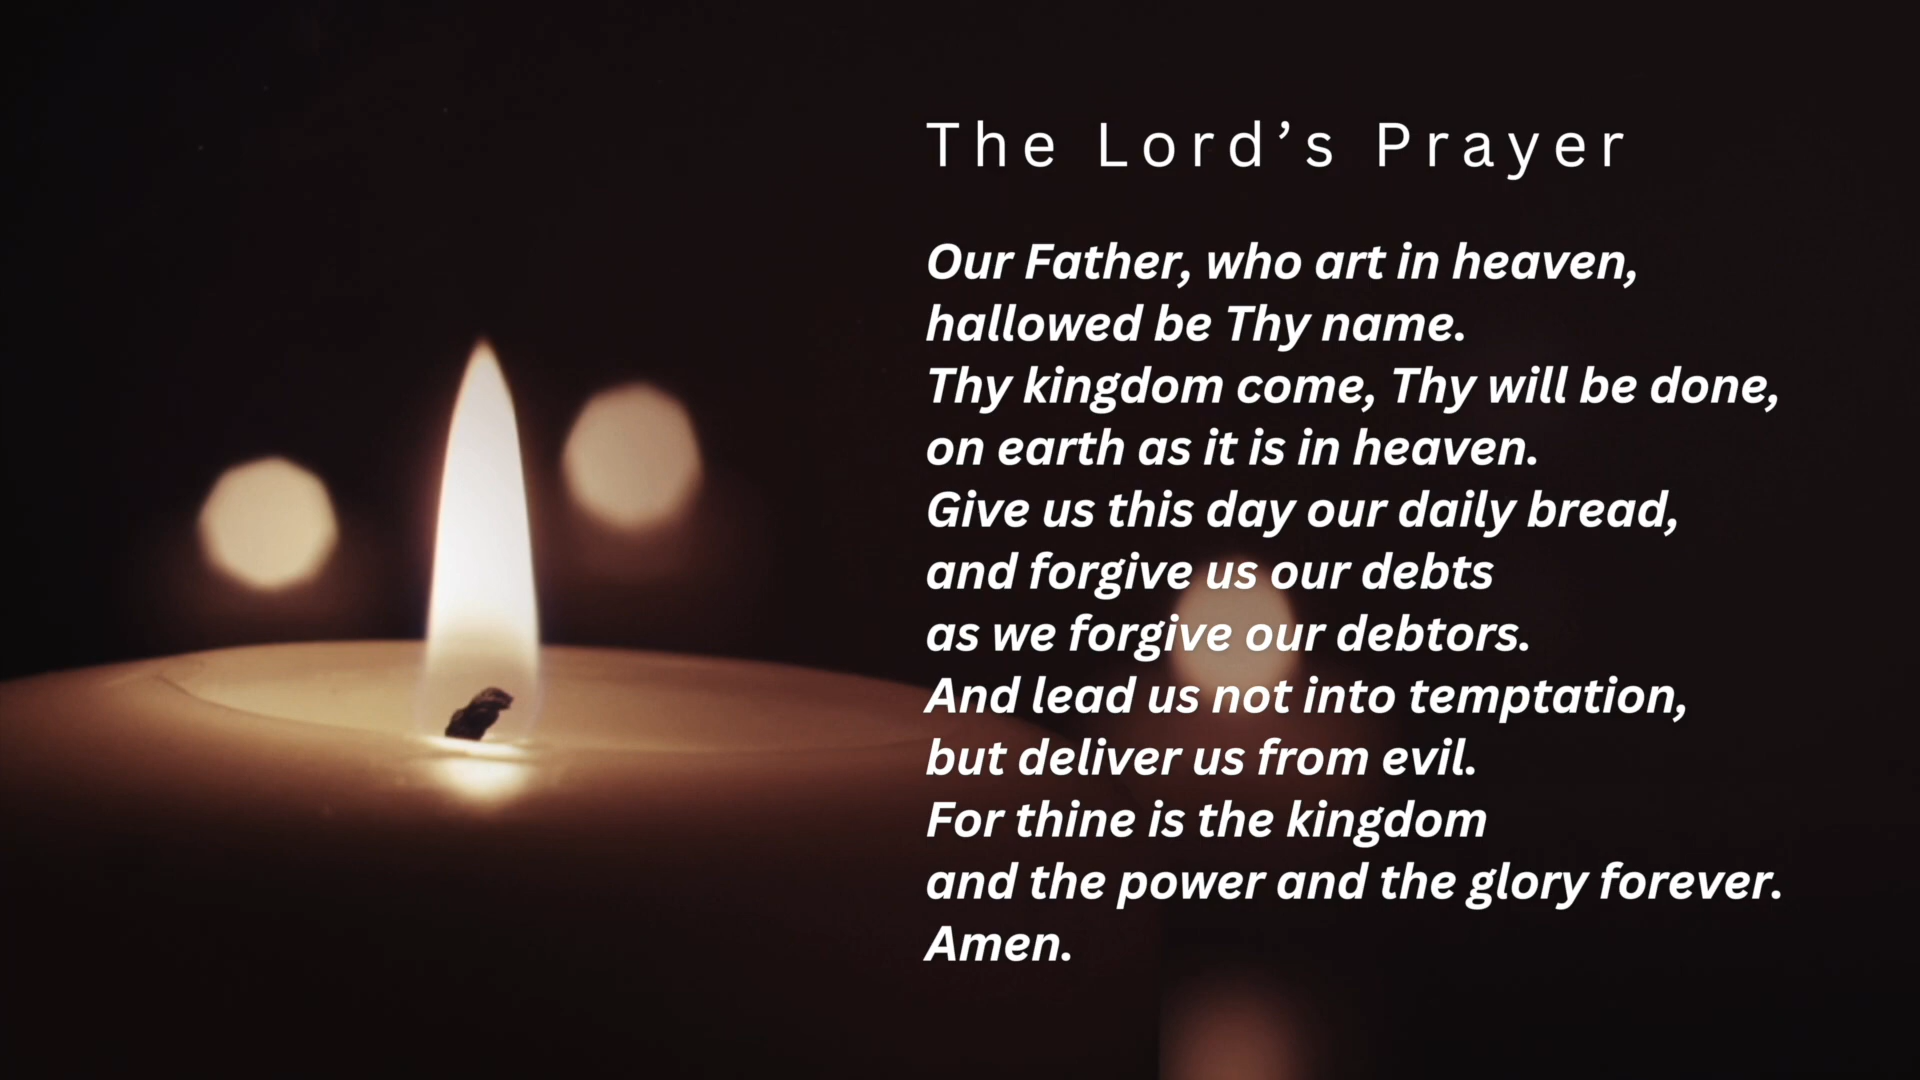 The Lord’s Prayer
Our Father, who art in heaven,
hallowed be Thy name.
Thy kingdom come, Thy will be done,
on earth as it is in heaven.
Give us this day our daily bread,
and forgive us our debts
as we forgive our debtors.
And lead us not into temptation,
but deliver us from evil.
For thine is the kingdom
and the power and the glory forever.
Amen.